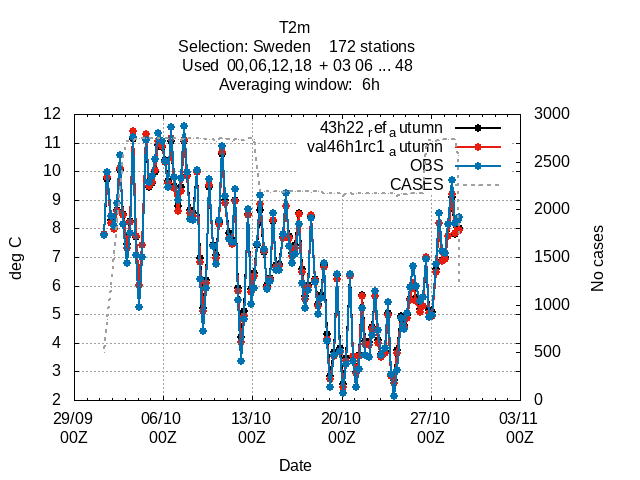 T2m
Selection: Sweden 172 stations
Used 00,06,12,18 + 03 06 ... 48
Averaging window: 6h
12
11
10
9
8
7
6
5
4
3
2
deg C
3000
2500
2000
1500
1000
500
0
No cases
43h22_ref_autumn
val46h1rc1_autumn
OBS
CASES
29/09 06/10 13/10 20/10 27/10 03/11
00Z 00Z 00Z 00Z 00Z 00Z
Date